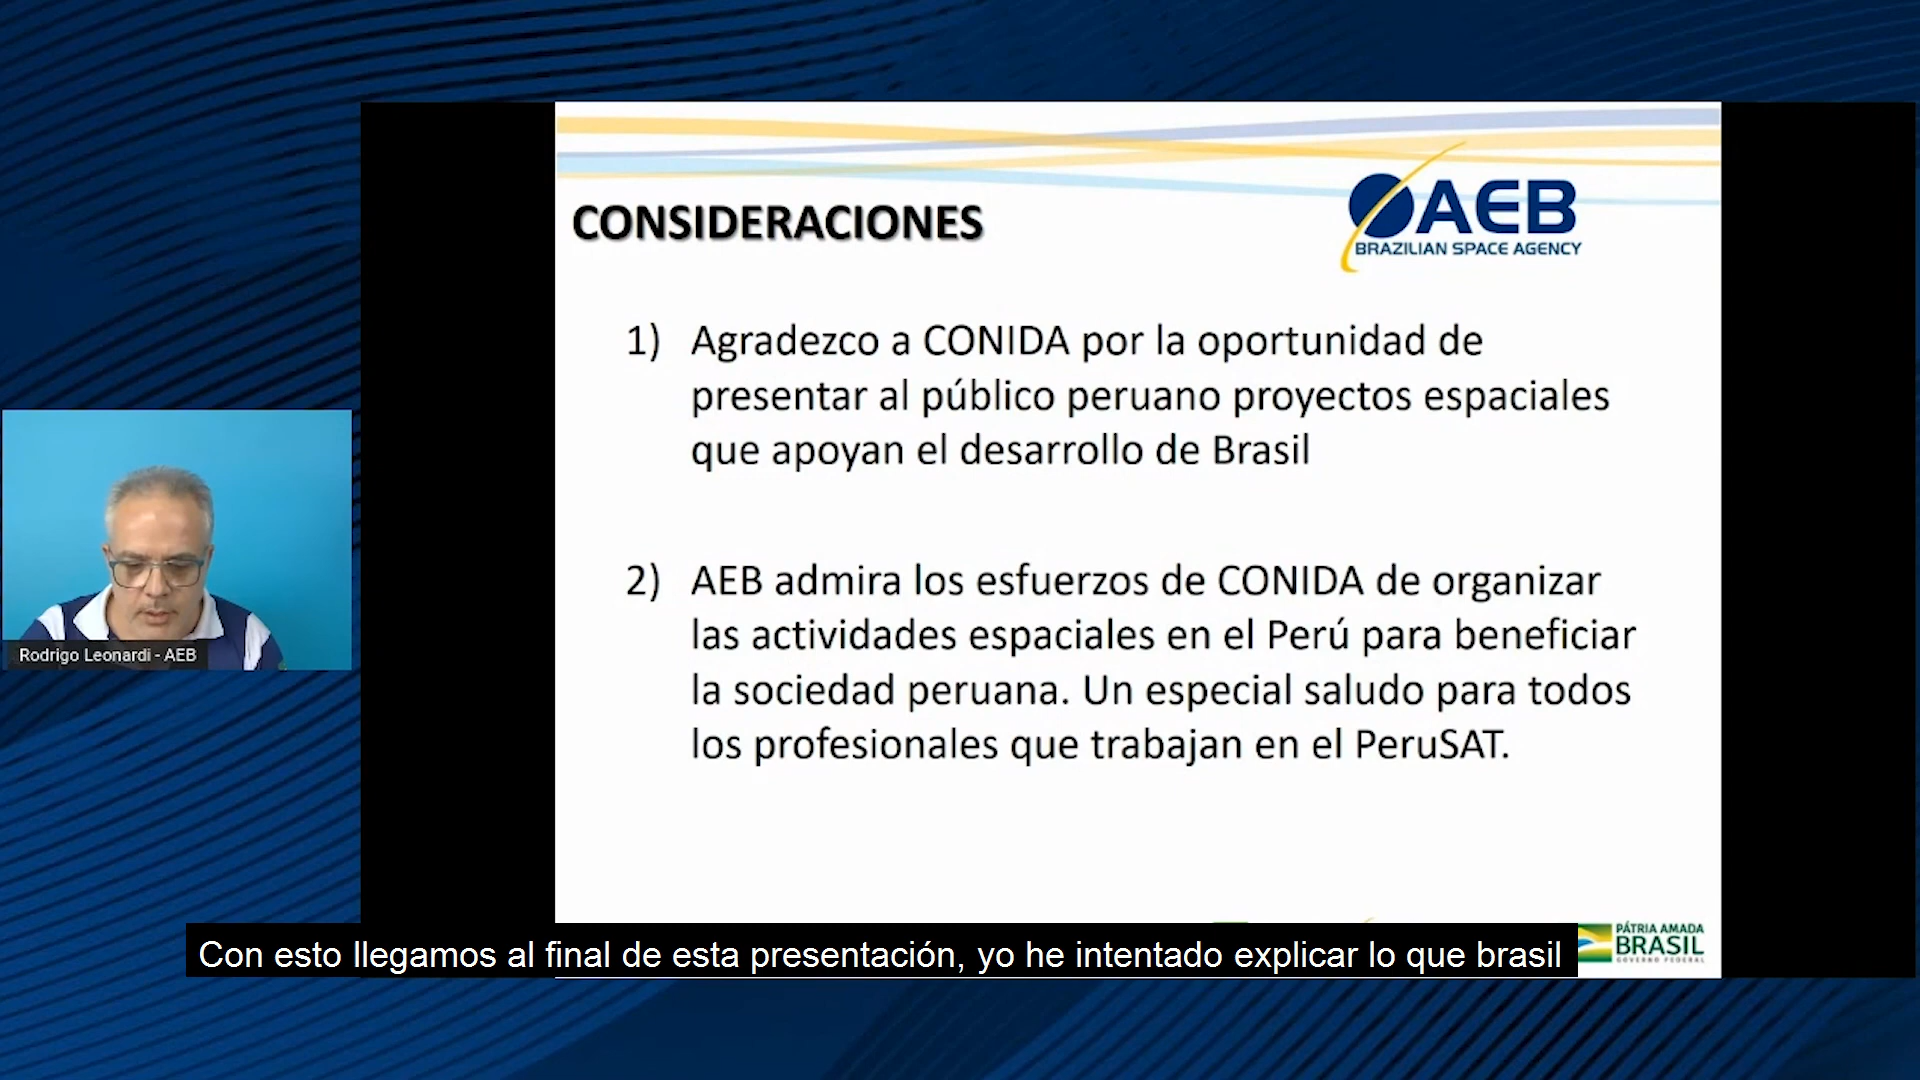 CONSIDERACIONES
AEB
BRAZILIAN SPACE AGENCY
1) Agradezco a CONIDA por la oportunidad de
presentar al público peruano proyectos espaciales
que apoyan el desarrollo de Brasil
2) AEB admira los esfuerzos de CONIDA de organizar
las actividades espaciales en el Perú para beneficiar
la sociedad peruana. Un especial saludo para todos
los profesionales que trabajan en el PeruSAT.
Rodrigo Leonardi - AEB
PÁTRIA AMADA
BRASIL
GOVERNO FEDERAL
Con esto llegamos al final de esta presentación, yo he intentado explicar lo que brasil